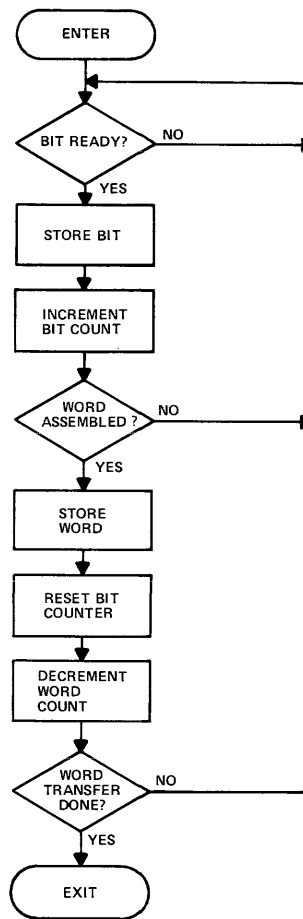 ENTER
BIT READY?
NO
YES
STORE BIT
INCREMENT
BIT COUNT
WORD
ASSEMBLED ?
NO
YES
STORE
WORD
RESET BIT
COUNTER
DECREMENT
WORD
COUNT
WORD
TRANSFER
DONE?
NO
YES
EXIT